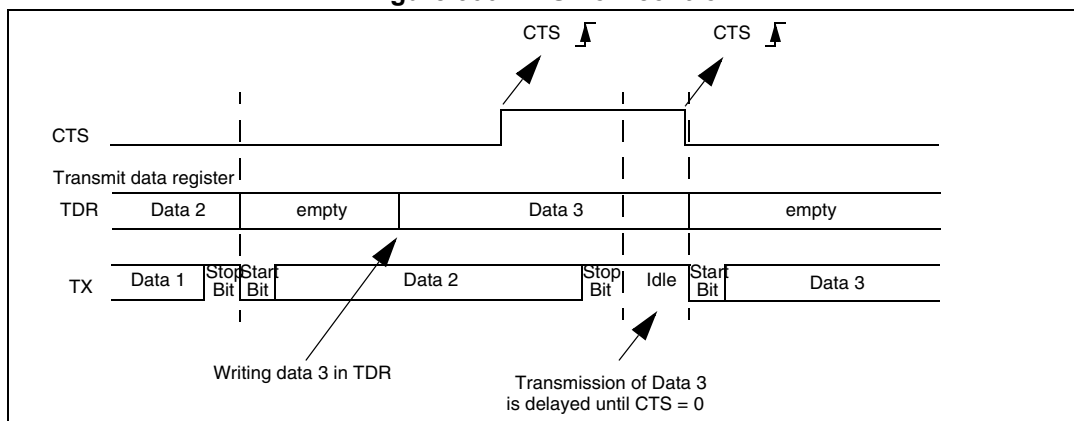 CTS CTS
CTS
Transmit data register
TDR Data 2 empty Data 3 empty
TX Data 1 Stop Bit Start Bit Data 2 Stop Bit Idle Start Bit Data 3
Writing data 3 in TDR
Transmission of Data 3
is delayed until CTS = 0